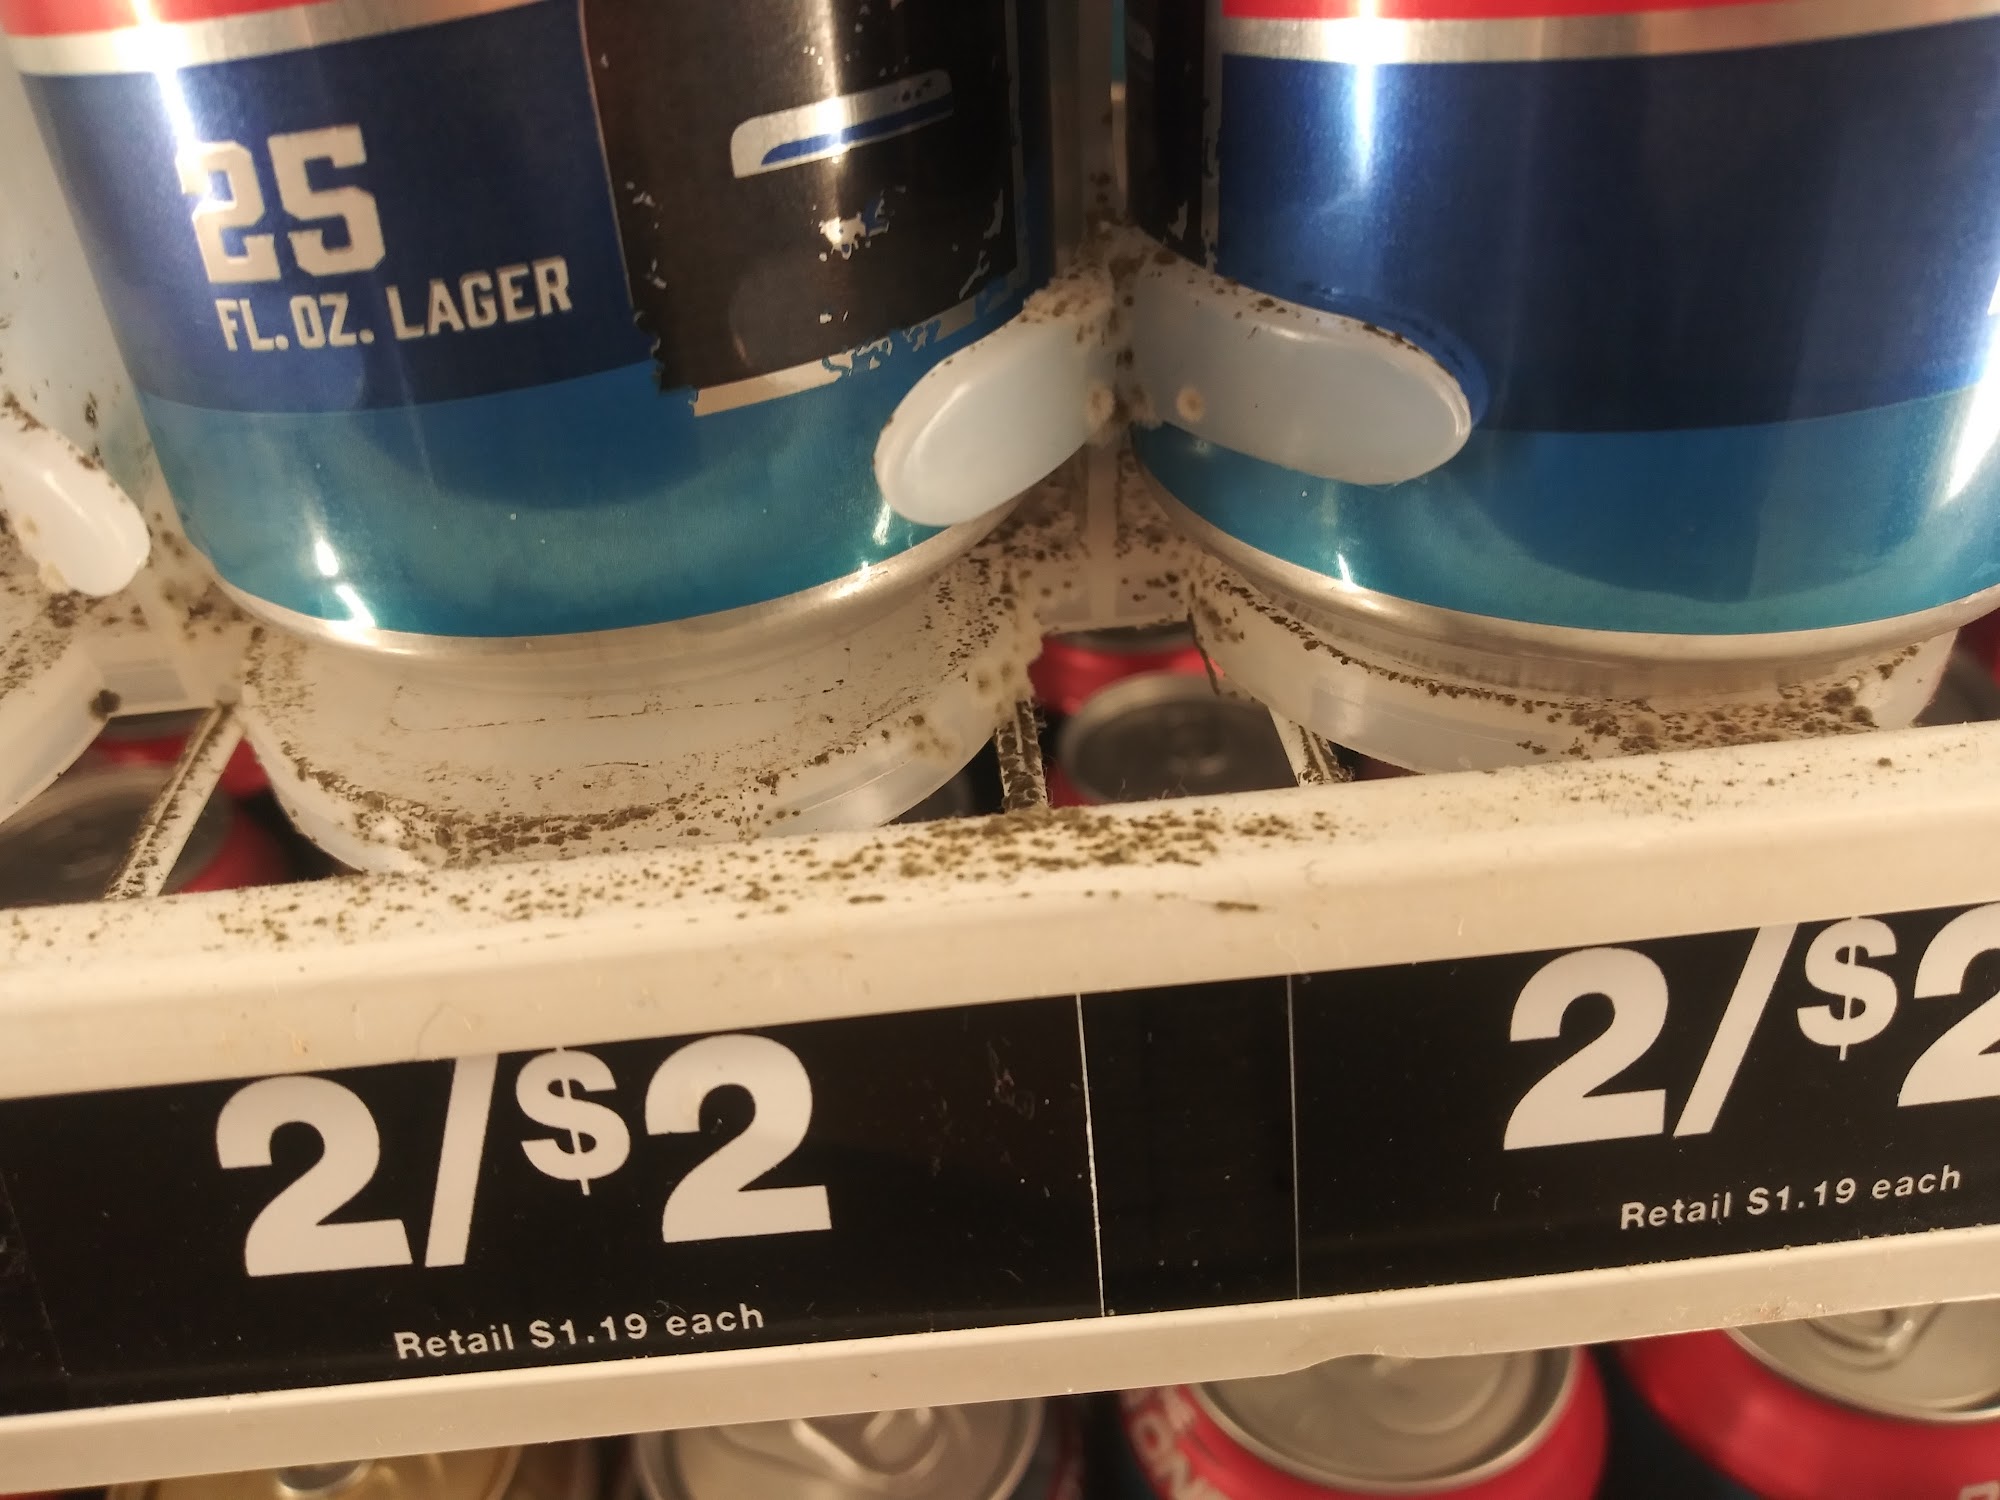 25
FL. OZ. LAGER
2/$2
Retail $1.19 each
2/$2
Retail $1.19 each